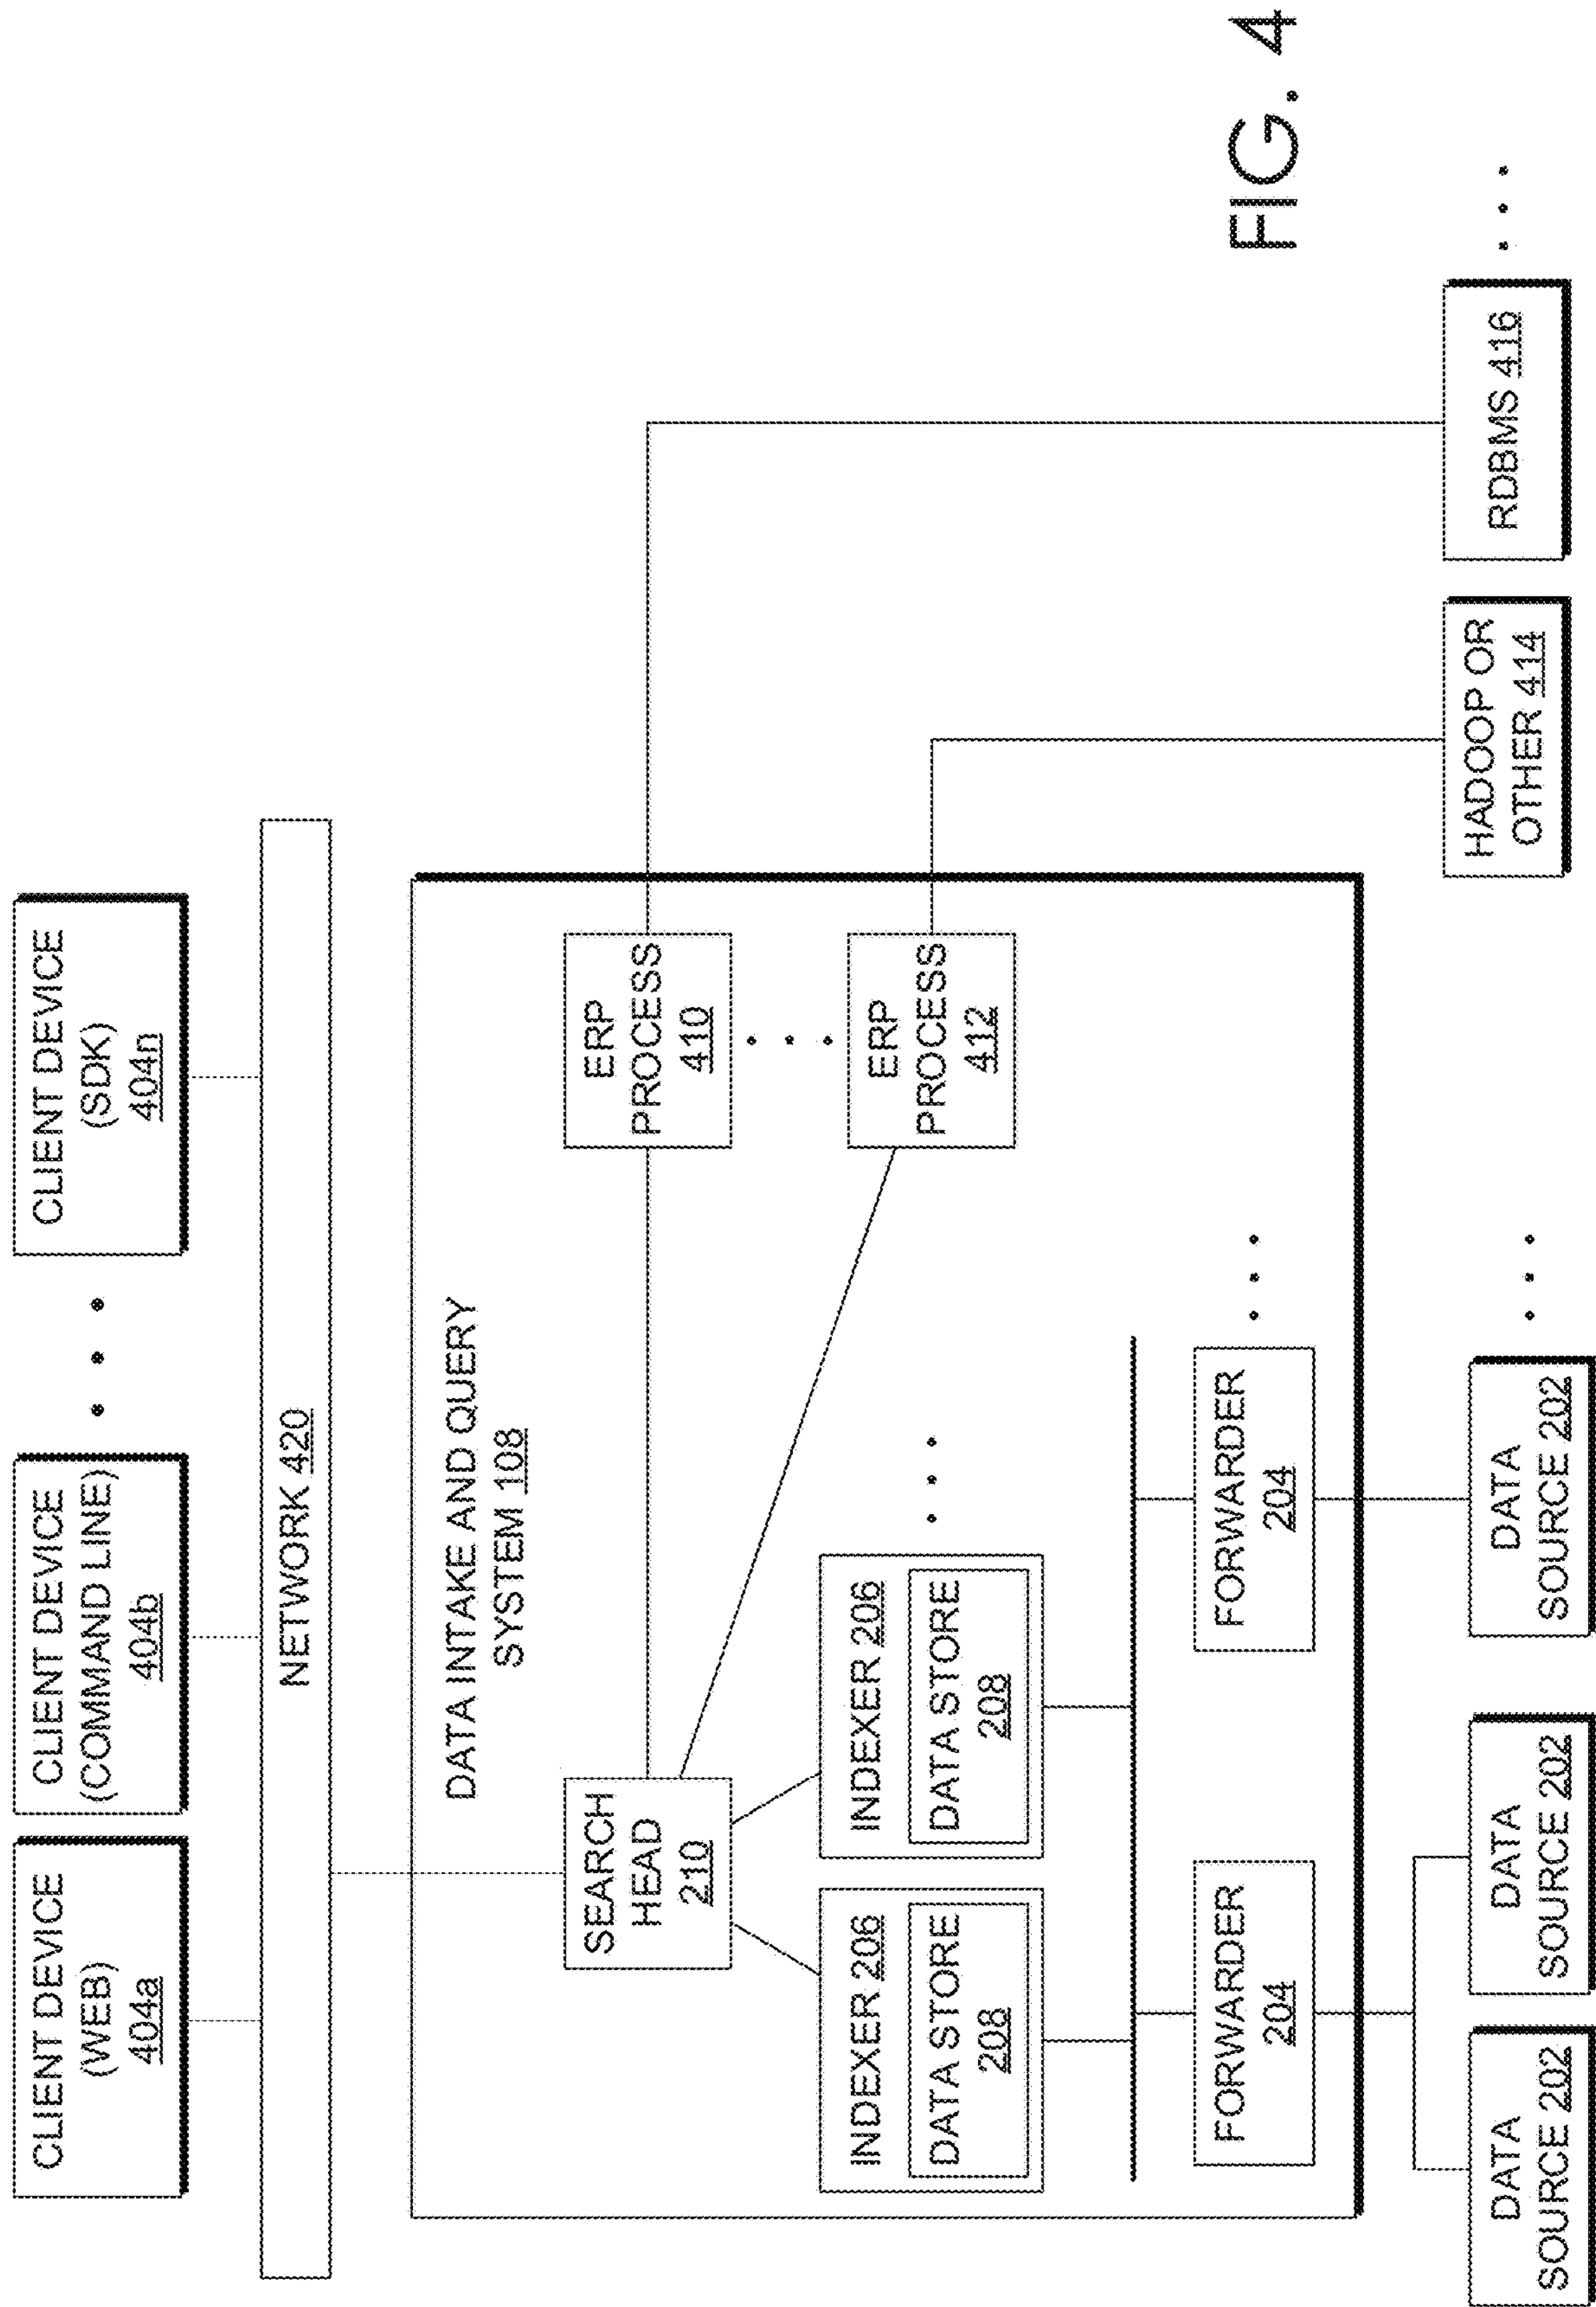 CLIENT DEVICE
(WEB)
404a
CLIENT DEVICE
(COMMAND LINE)
404b
CLIENT DEVICE
(SDK)
404n
NETWORK 420
DATA INTAKE AND QUERY
SYSTEM 108
SEARCH
HEAD
210
ERP
PROCESS
410
ERP
PROCESS
412
INDEXER 206
DATA STORE
208
INDEXER 206
DATA STORE
208
FORWARDER
204
FORWARDER
204
DATA
SOURCE 202
DATA
SOURCE 202
DATA
SOURCE 202
HADOOP OR
OTHER 414
RDBMS 416
FIG. 4